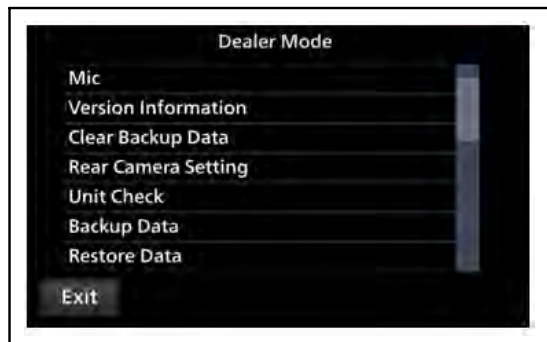 Dealer Mode
Mic
Version Information
Clear Backup Data
Rear Camera Setting
Unit Check
Backup Data
Restore Data
Exit